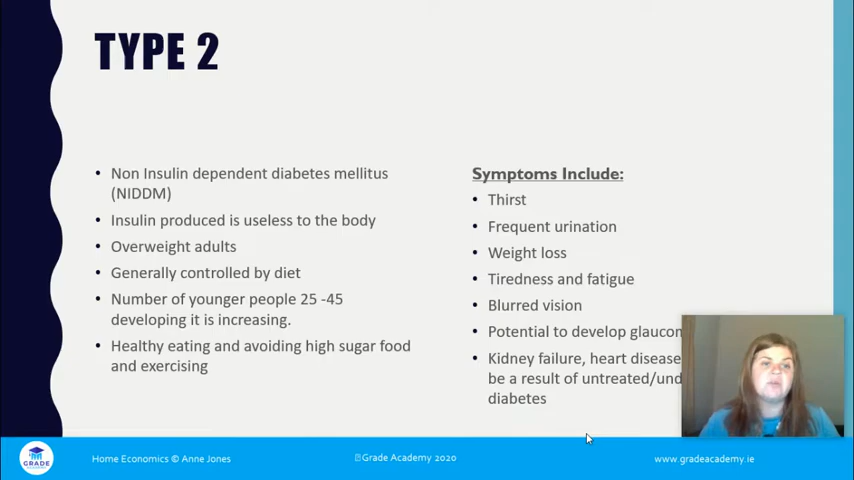 TYPE 2
• Non Insulin dependent diabetes mellitus
(NIDDM)
• Insulin produced is useless to the body
• Overweight adults
• Generally controlled by diet
• Number of younger people 25 -45
developing it is increasing.
• Healthy eating and avoiding high sugar food
and exercising
Symptoms Include:
• Thirst
• Frequent urination
• Weight loss
• Tiredness and fatigue
• Blurred vision
• Potential to develop glaucom
• Kidney failure, heart disease
be a result of untreated/und
diabetes
GRADE
ACADEMY
Home Economics © Anne Jones
Grade Academy 2020
www.gradeacademy.ie